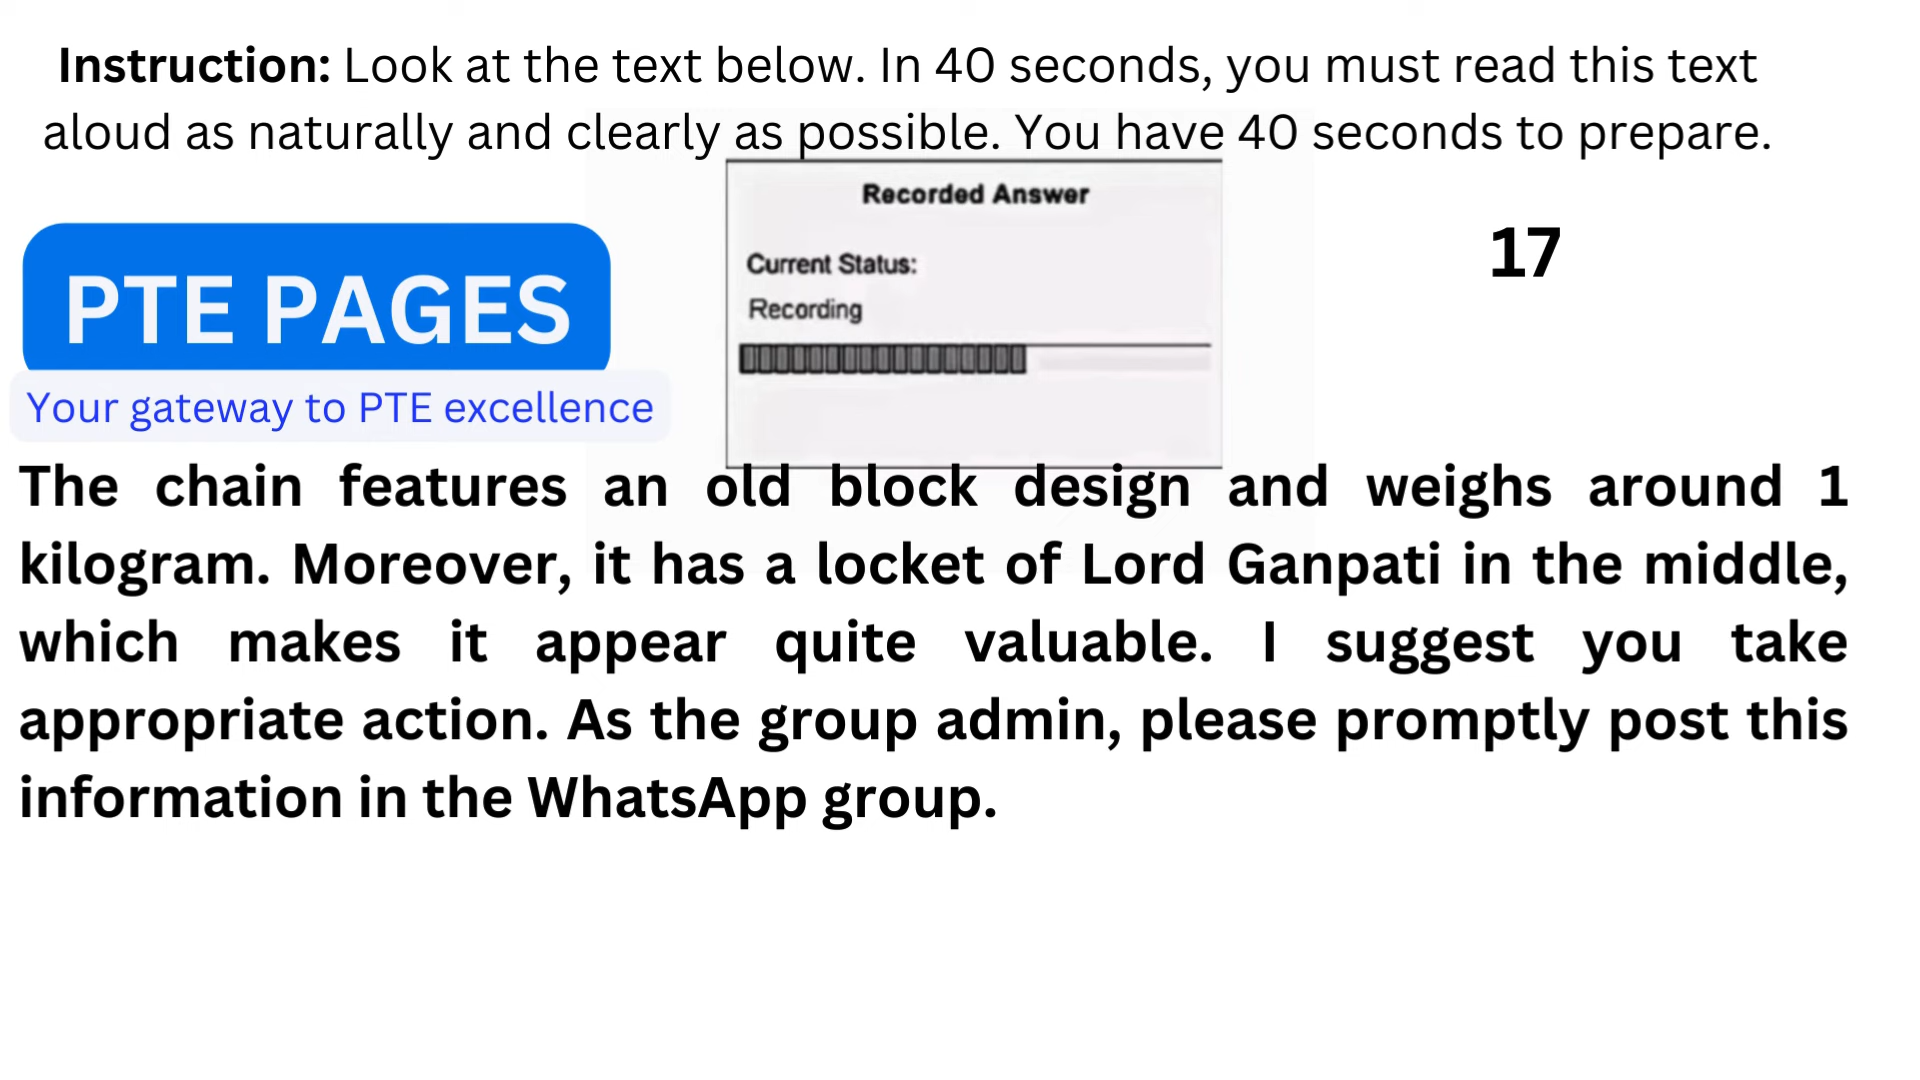 Instruction: Look at the text below. In 40 seconds, you must read this text
aloud as naturally and clearly as possible. You have 40 seconds to prepare.
Recorded Answer
Current Status:
Recording
17
PTE PAGES
Your gateway to PTE excellence
The chain features an old block design and weighs around 1
kilogram. Moreover, it has a locket of Lord Ganpati in the middle,
which makes it appear quite valuable. I suggest you take
appropriate action. As the group admin, please promptly post this
information in the WhatsApp group.